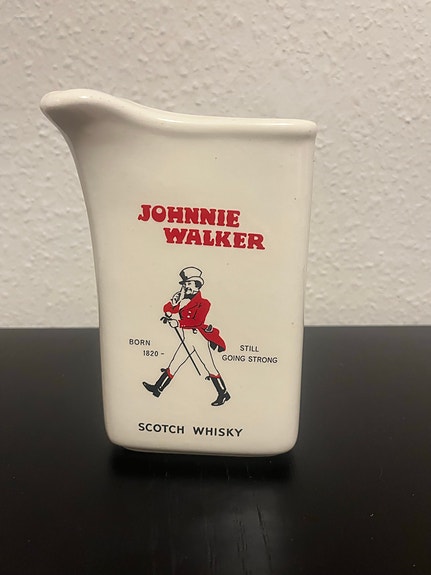 JOHNNIE
WALKER
BORN
1820 –
STILL
GOING STRONG
SCOTCH WHISKY